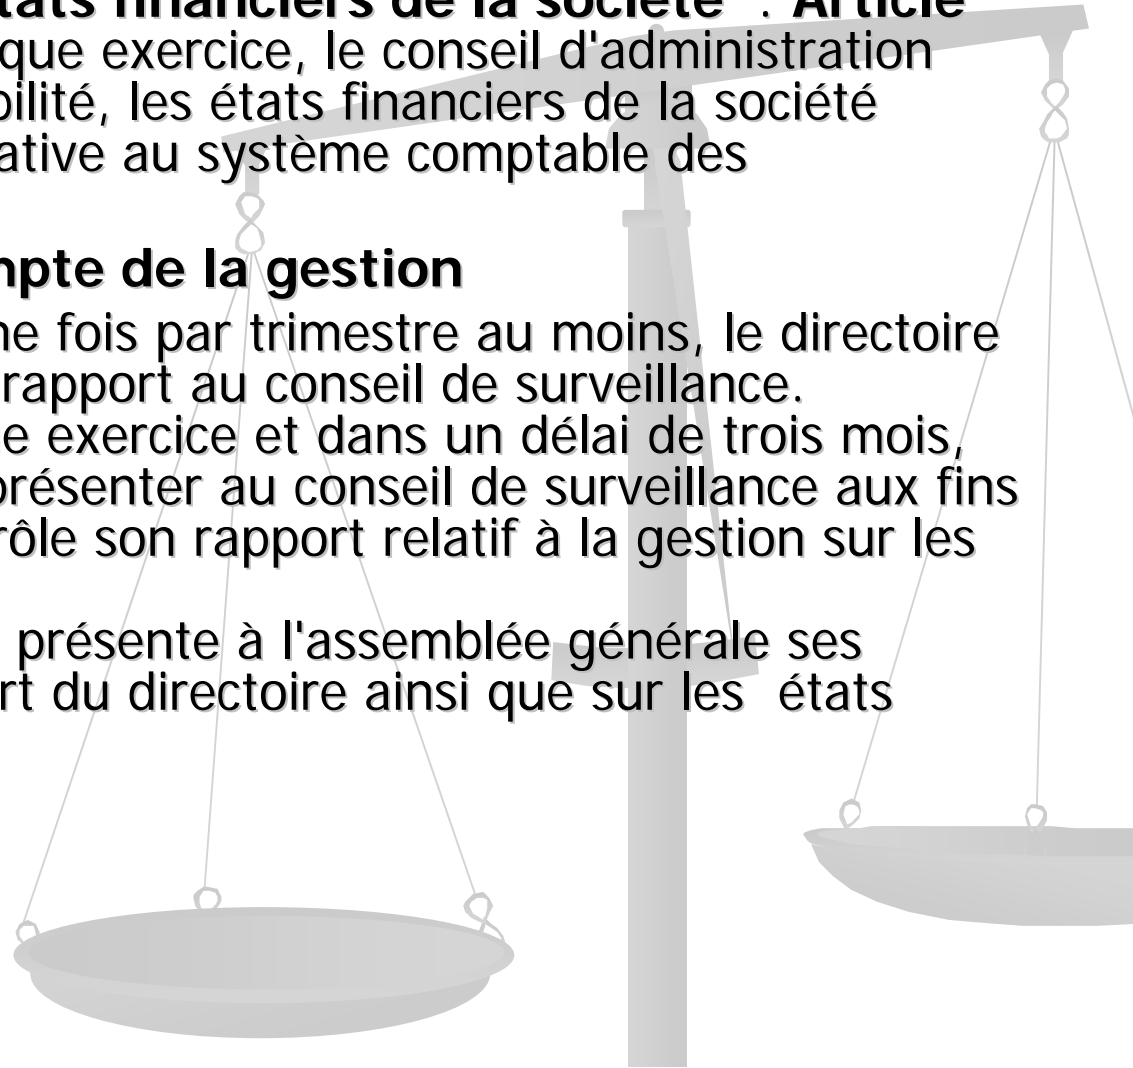 tats financiers de la société : Article
que exercice, le conseil d'administration
bilité, les états financiers de la société
ative au système comptable des
mpte de la gestion
ne fois par trimestre au moins, le directoire
rapport au conseil de surveillance.
e exercice et dans un délai de trois mois,
présenter au conseil de surveillance aux fins
rôle son rapport relatif à la gestion sur les
présente à l'assemblée générale ses
rt du directoire ainsi que sur les états